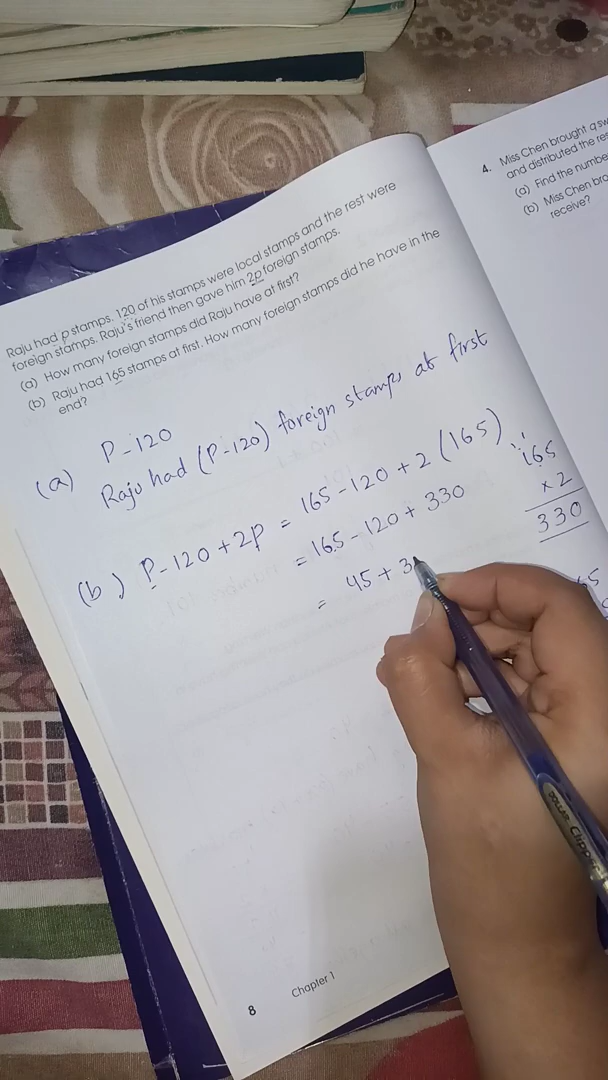 Raju had p stamps. 120 of his stamps were local stamps and the rest were
foreign stamps. Raju's friend then gave him 2p foreign stamps.
(a) How many foreign stamps did Raju have at first?
(b) Raju had 165 stamps at first. How many foreign stamps did he have in the
end?
(a) P-120
Raju had (P-120) foreign stamps at first
(b) P-120+2P = 165-120+2(165)
= 165-120+330
= 45+3
165
×2
330
8 Chapter 1
4. Miss Chen brought a sw
and distributed the res
(a) Find the numbe
(b) Miss Chen bro
receive?
Clipper